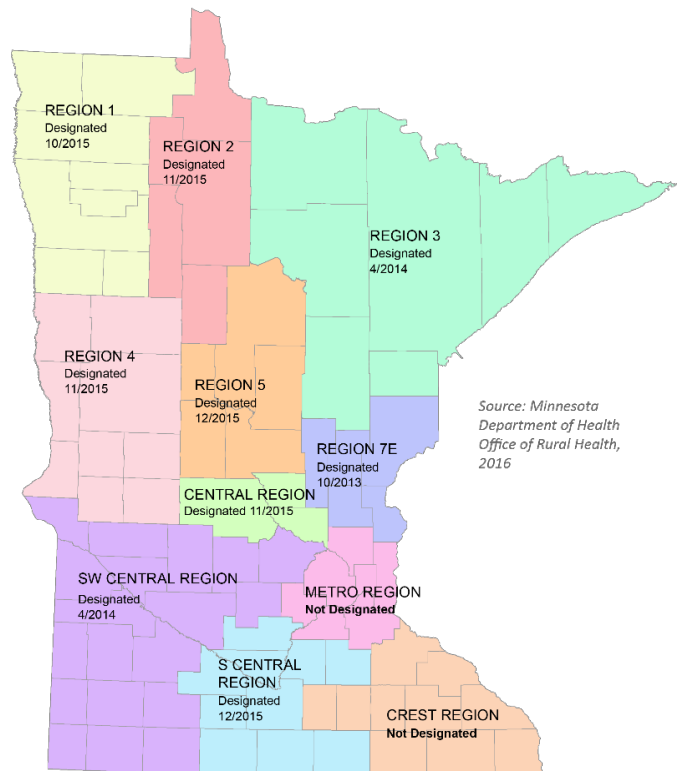 REGION 1
Designated
10/2015
REGION 2
Designated
11/2015
REGION 3
Designated
4/2014
REGION 4
Designated
11/2015
REGION 5
Designated
12/2015
Source: Minnesota
Department of Health
Office of Rural Health,
2016
REGION 7E
Designated
10/2013
CENTRAL REGION
Designated 11/2015
SW CENTRAL REGION
Designated
4/2014
METRO REGION
Not Designated
S CENTRAL
REGION
Designated
12/2015
CREST REGION
Not Designated